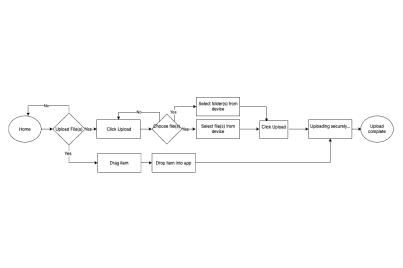 No
No
Yes
Select folder(s) from
device
Home
Upload File(s)
Yes
Click Upload
Choose file(s)
Yes
Select file(s) from
device
Click Upload
Uploading securely...
Upload
complete
Yes
Drag item
Drop item into app